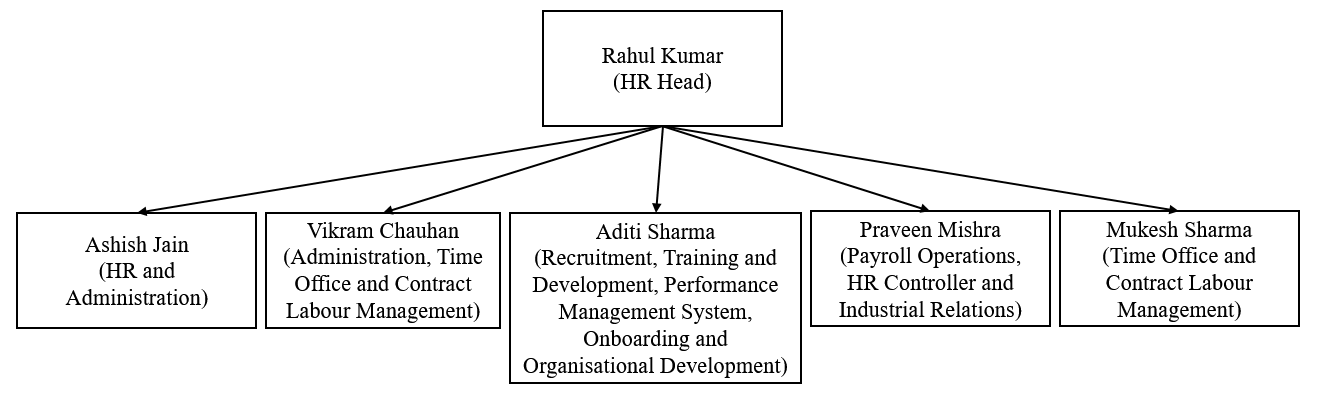 Rahul Kumar
(HR Head)
Ashish Jain
(HR and
Administration)
Vikram Chauhan
(Administration, Time
Office and Contract
Labour Management)
Aditi Sharma
(Recruitment, Training and
Development, Performance
Management System,
Onboarding and
Organisational Development)
Praveen Mishra
(Payroll Operations,
HR Controller and
Industrial Relations)
Mukesh Sharma
(Time Office and
Contract Labour
Management)